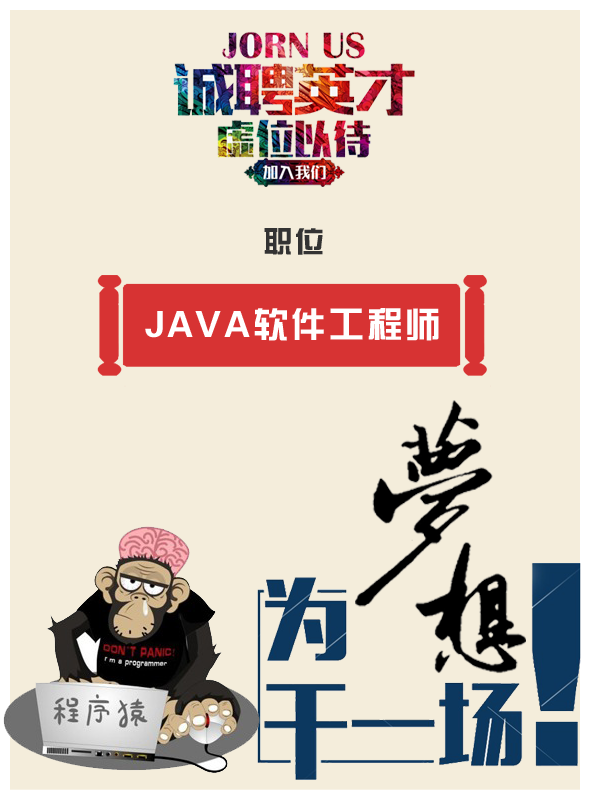 JORN US
诚聘英才
虚位以待
加入我们
职位
JAVA软件工程师
DON'T PANIC!
I'm a programmer
程序猿
为
夢想
干一场!